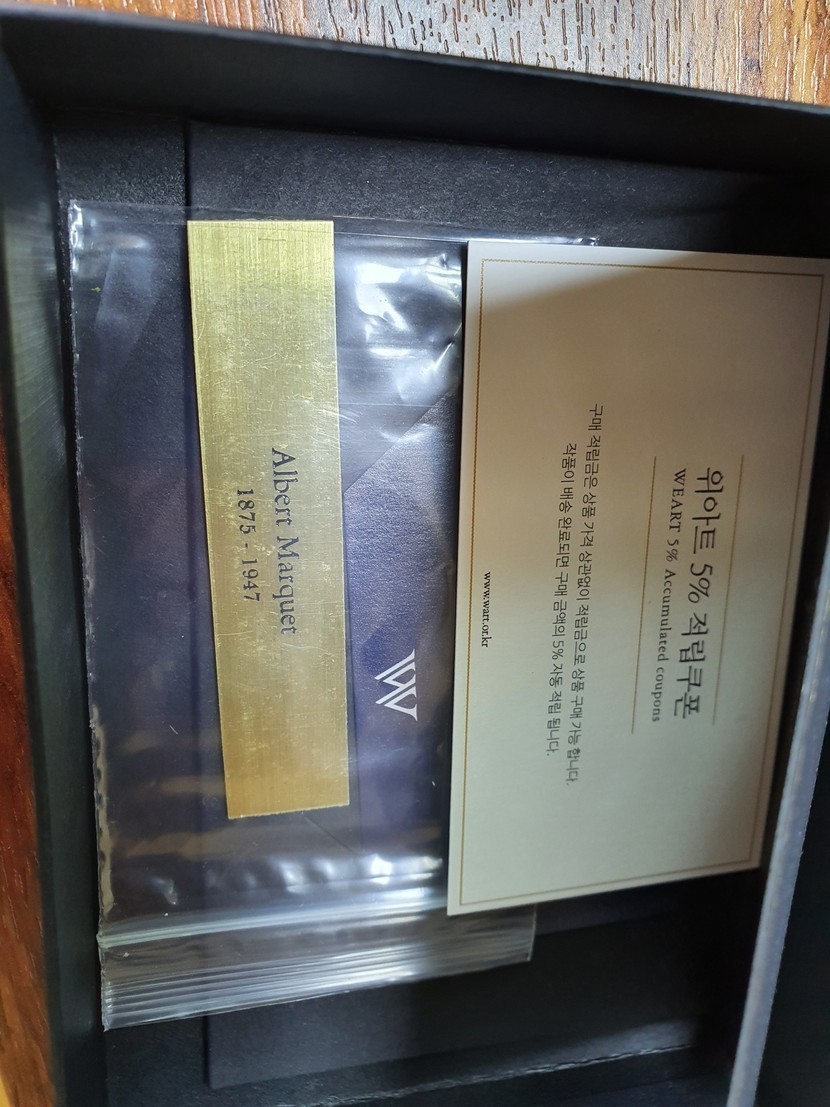 위아트 5% 적립쿠폰
WEART 5% Accumulated coupons
구매 적립금은 상품 가격 상관없이 적립금으로 상품 구매 가능 합니다.
작품이 배송 완료되면 구매 금액의 5% 자동 적립 됩니다.
www.wart.or.kr
W
Albert Marquet
1875 - 1947